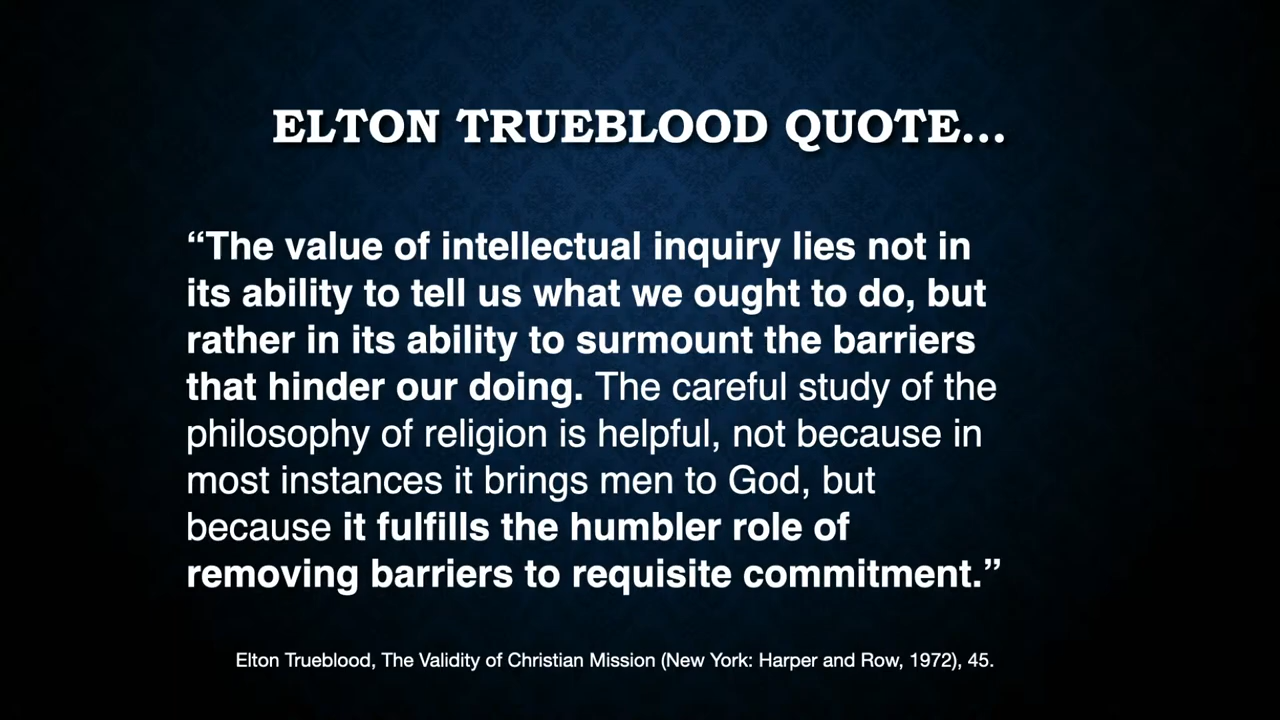 ELTON TRUEBLOOD QUOTE...
“The value of intellectual inquiry lies not in
its ability to tell us what we ought to do, but
rather in its ability to surmount the barriers
that hinder our doing. The careful study of the
philosophy of religion is helpful, not because in
most instances it brings men to God, but
because it fulfills the humbler role of
removing barriers to requisite commitment.”
Elton Trueblood, The Validity of Christian Mission (New York: Harper and Row, 1972), 45.